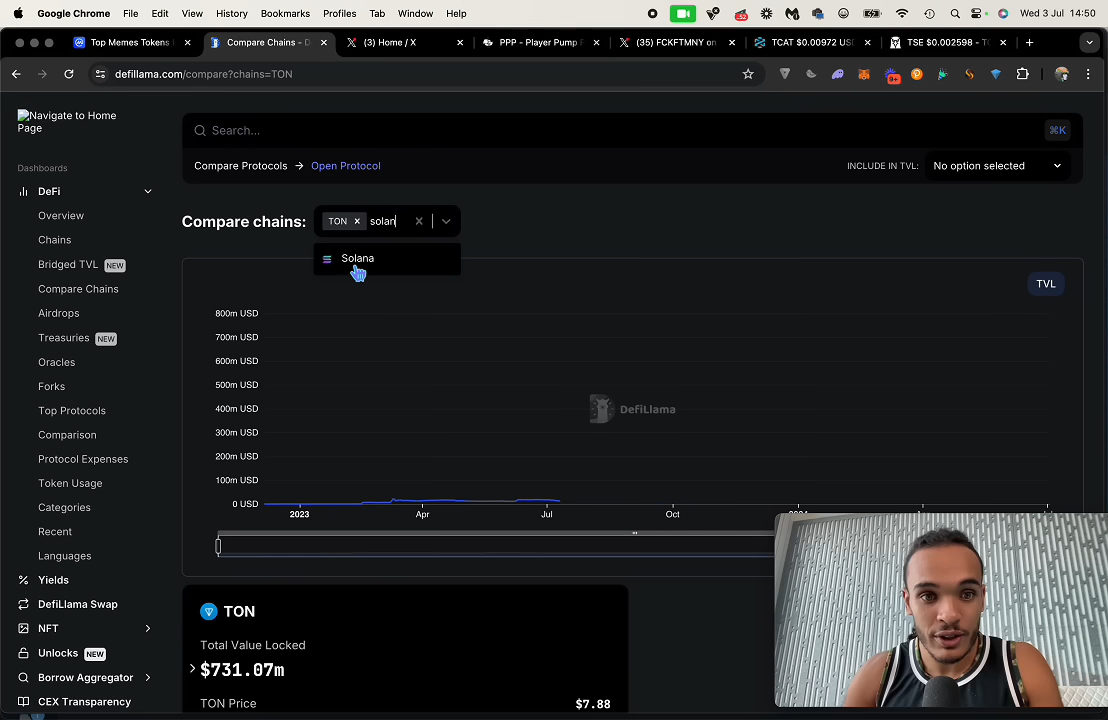 Google Chrome File Edit View History Bookmarks Profiles Tab Window Help Wed 3 Jul 14:50
Top Memes Tokens Compare Chains - D (3) Home / X PPP - Player Pump F (35) FCKFTMNY on TCAT $0.00972 USD TSE $0.002598 - TO
defillama.com/compare?chains=TON
Navigate to Home
Page
Search...
⌘K
Compare Protocols → Open Protocol
INCLUDE IN TVL: No option selected
Dashboards
DeFi
Overview
Chains
Bridged TVL NEW
Compare Chains
Airdrops
Treasuries NEW
Oracles
Forks
Top Protocols
Comparison
Protocol Expenses
Token Usage
Categories
Recent
Languages
Yields
DefiLlama Swap
NFT
Unlocks NEW
Borrow Aggregator
CEX Transparency
Compare chains: TON × solan
Solana
TVL
800m USD
700m USD
600m USD
500m USD
400m USD
300m USD
200m USD
100m USD
0 USD
DefiLlama
2023 Apr Jul Oct
TON
Total Value Locked
$731.07m
TON Price $7.88